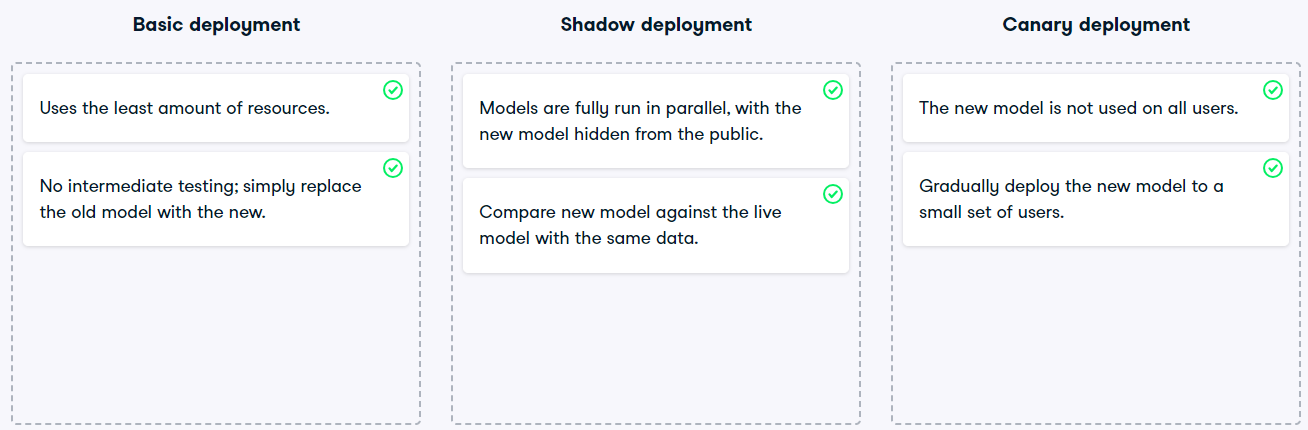 Basic deployment
Uses the least amount of resources.
No intermediate testing; simply replace
the old model with the new.
Shadow deployment
Models are fully run in parallel, with the
new model hidden from the public.
Compare new model against the live
model with the same data.
Canary deployment
The new model is not used on all users.
Gradually deploy the new model to a
small set of users.